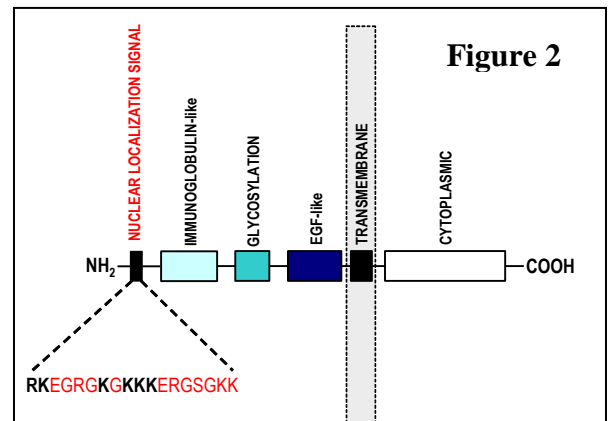 Figure 2
NUCLEAR LOCALIZATION SIGNAL
IMMUNOGLOBULIN-like
GLYCOSYLATION
EGF-like
TRANSMEMBRANE
CYTOPLASMIC
NH₂
COOH
RKEGRGKGKKKERGSGKK